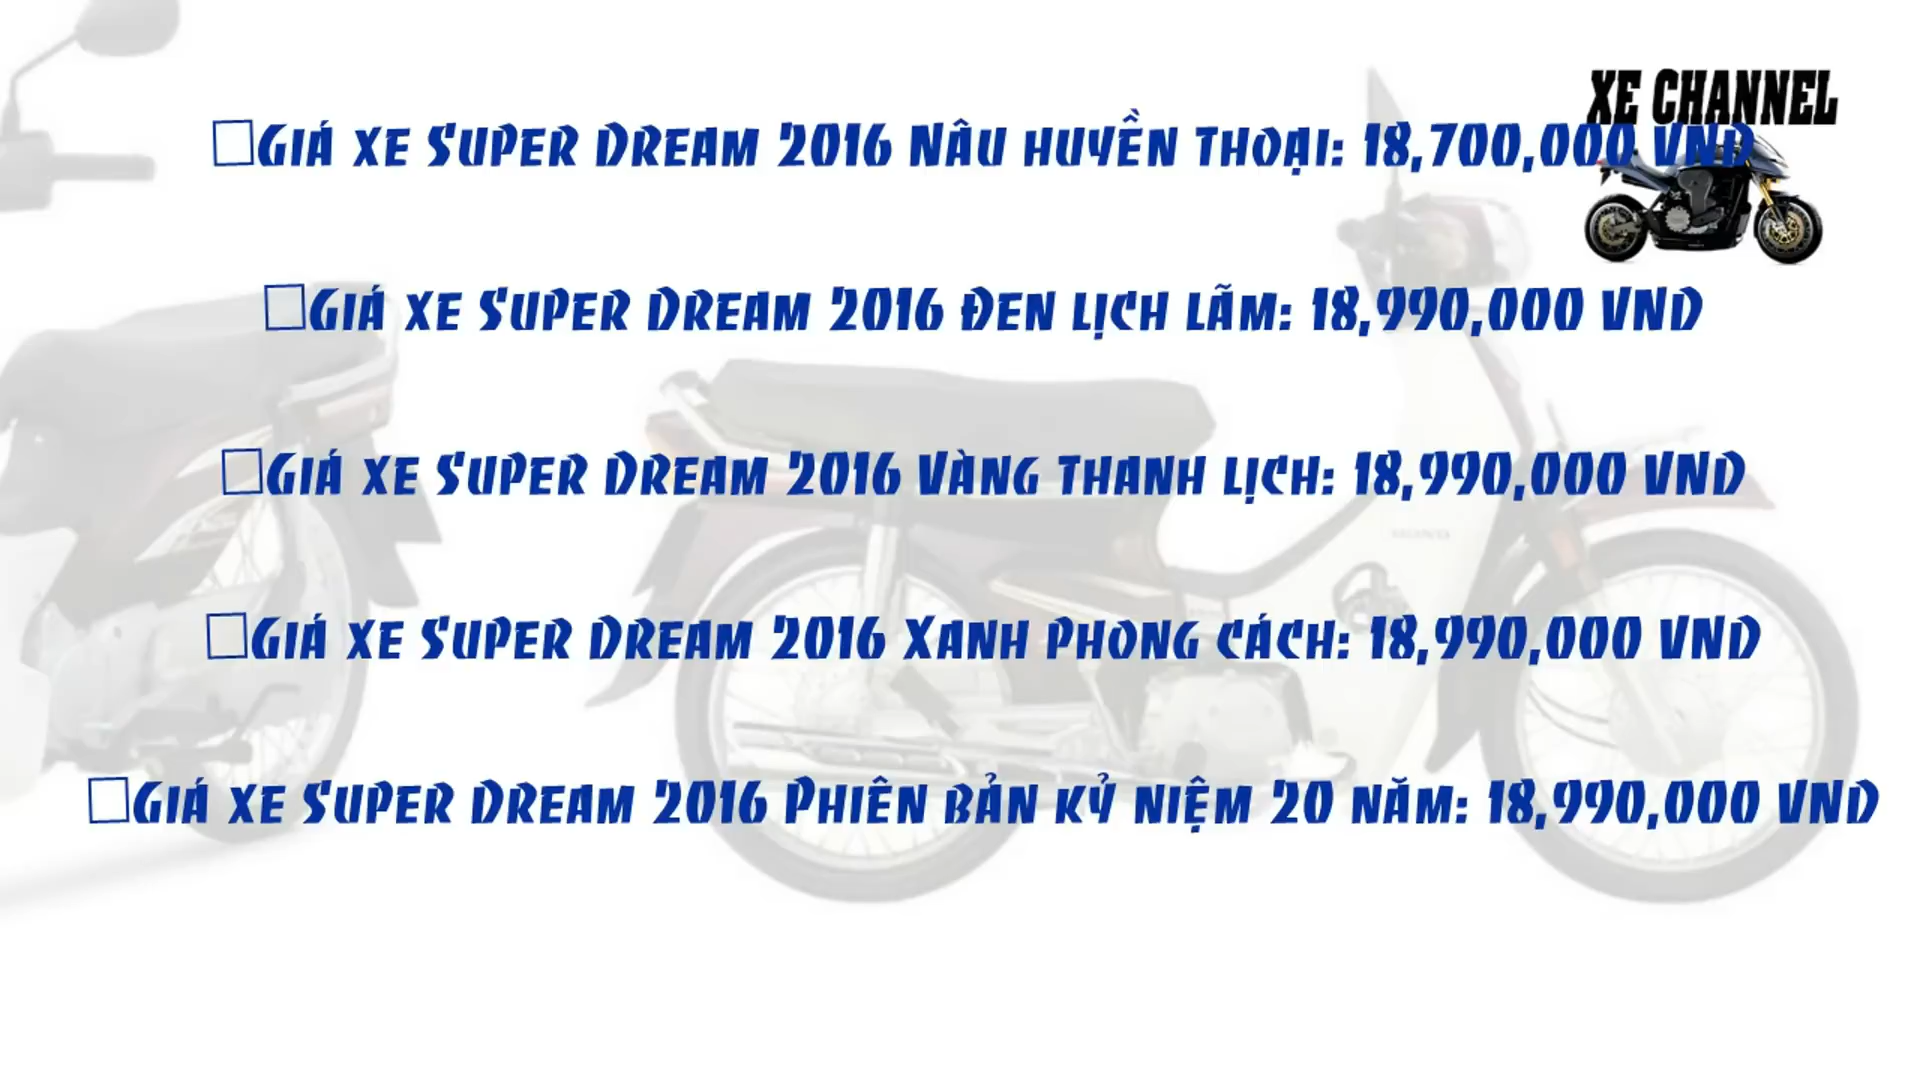 XE CHANNEL
□Giá xe Super Dream 2016 Nâu huyền thoại: 18,700,000 VND
□Giá xe Super Dream 2016 Đen lịch lãm: 18,990,000 VND
□Giá xe Super Dream 2016 Vàng thanh lịch: 18,990,000 VND
□Giá xe Super Dream 2016 Xanh phong cách: 18,990,000 VND
□Giá xe Super Dream 2016 Phiên bản kỷ niệm 20 năm: 18,990,000 VND
HONDA